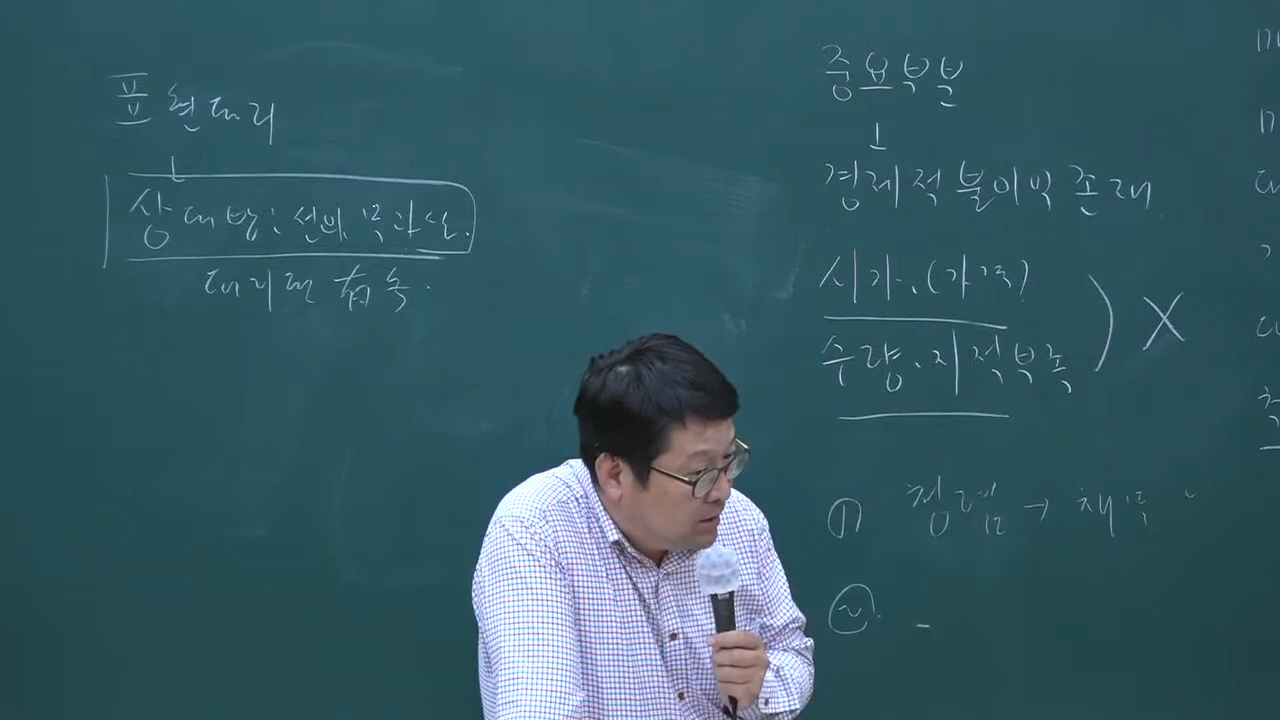 표현대리
상대방:선의, 무과실.
대리권 有속.
중요부분
↓
경제적 불이익 존재
시가.(가격)
수량.지적부족
) X
① 청렴 → 채무
②. -